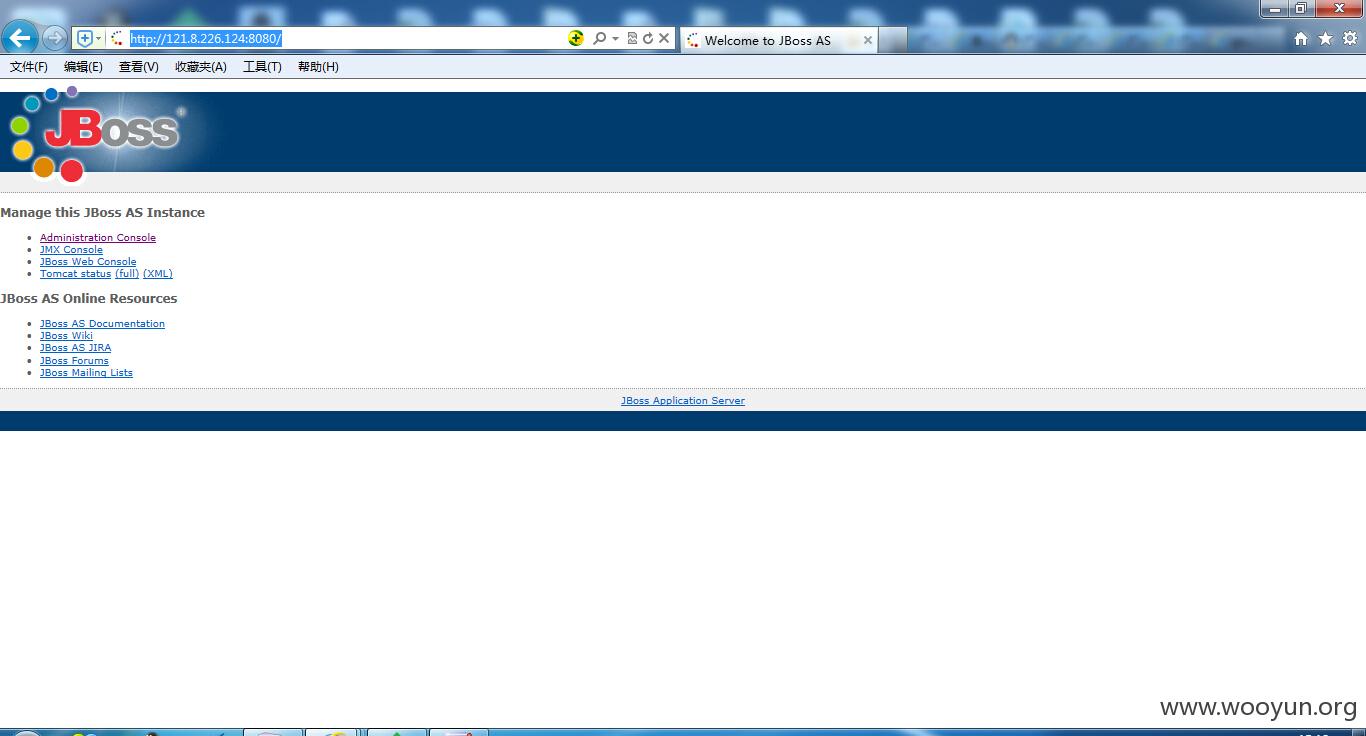 http://121.8.226.124:8080/
Welcome to JBoss AS
文件(F) 编辑(E) 查看(V) 收藏夹(A) 工具(T) 帮助(H)
JBoss®
Manage this JBoss AS Instance
Administration Console
JMX Console
JBoss Web Console
Tomcat status (full) (XML)
JBoss AS Online Resources
JBoss AS Documentation
JBoss Wiki
JBoss AS JIRA
JBoss Forums
JBoss Mailing Lists
JBoss Application Server
www.wooyun.org